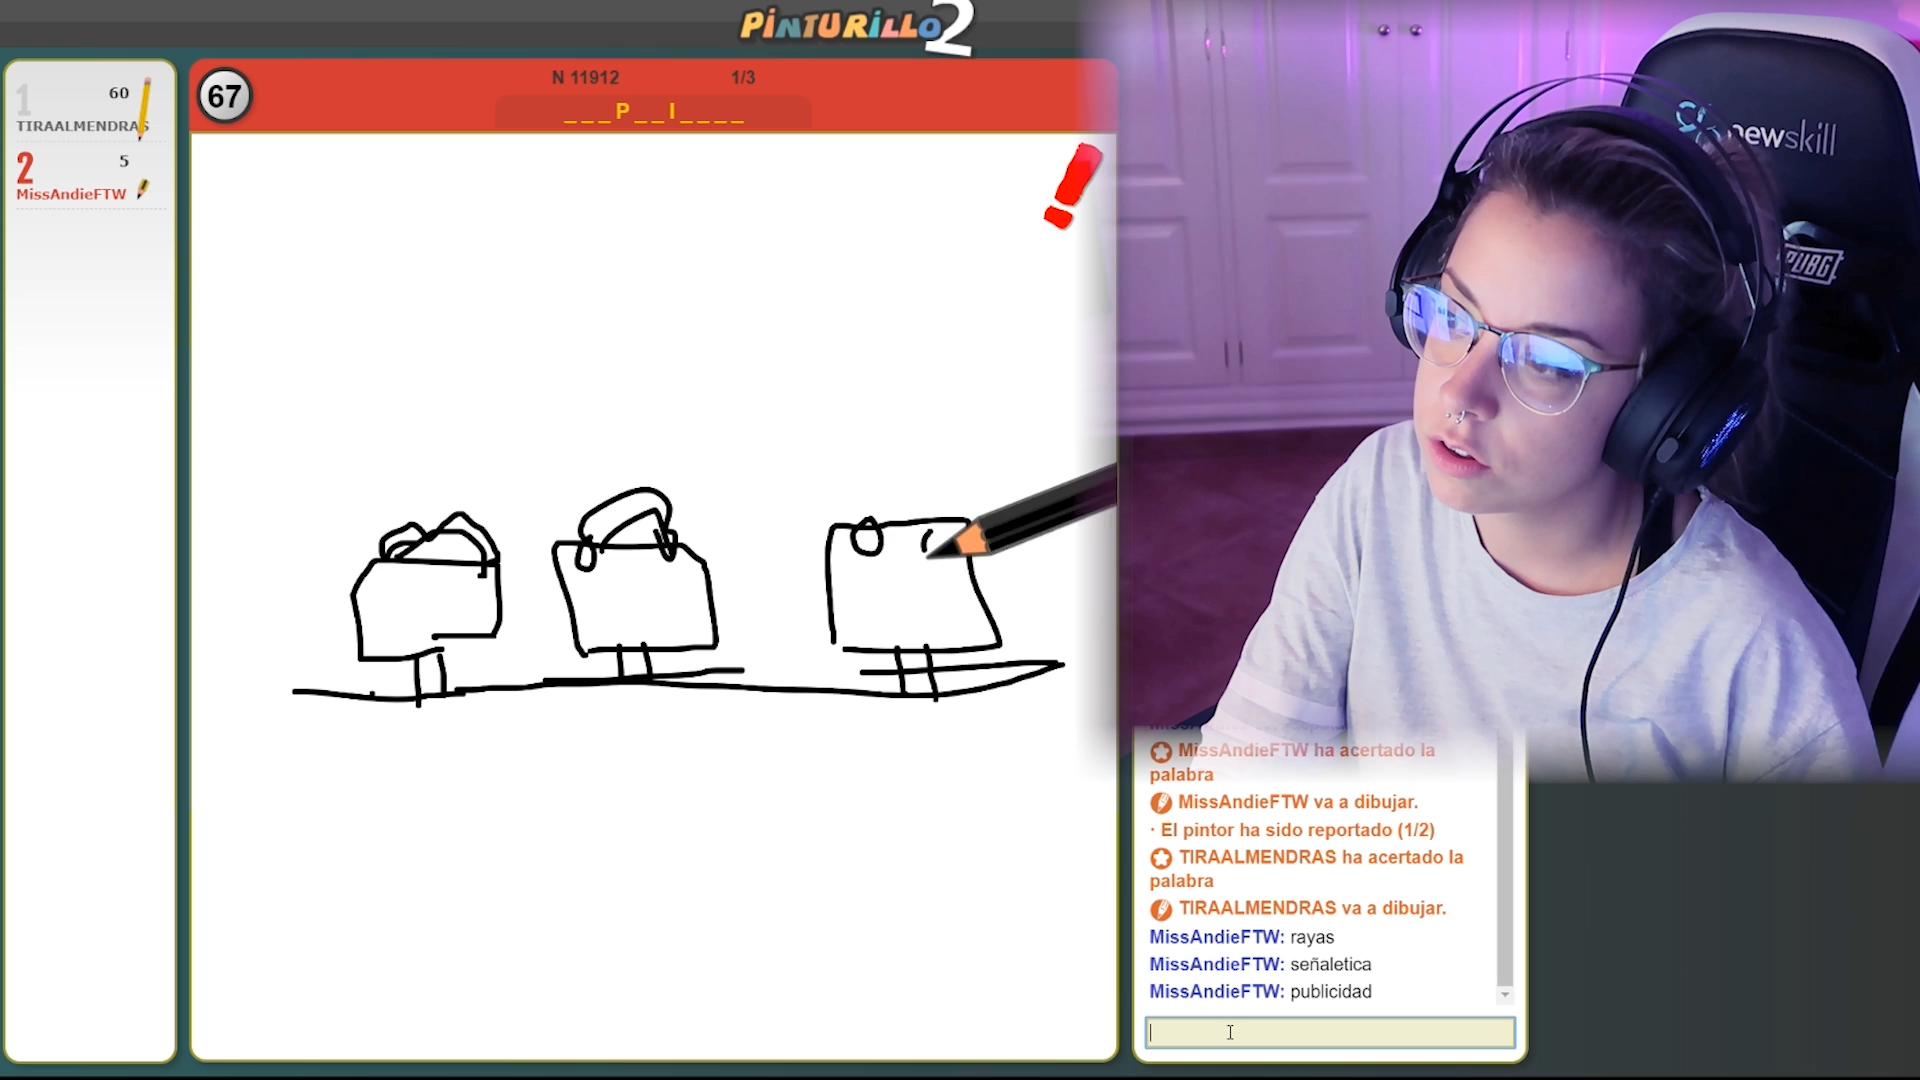 PiNTURiLLO 2
1
60
TIRAALMENDRAS
2
5
MissAndieFTW
67
N 11912
1/3
_ _ _ P _ _ I _ _ _ _
newskill
PUBG
MissAndieFTW ha acertado la
palabra
MissAndieFTW va a dibujar.
· El pintor ha sido reportado (1/2)
TIRAALMENDRAS ha acertado la
palabra
TIRAALMENDRAS va a dibujar.
MissAndieFTW: rayas
MissAndieFTW: señaletica
MissAndieFTW: publicidad